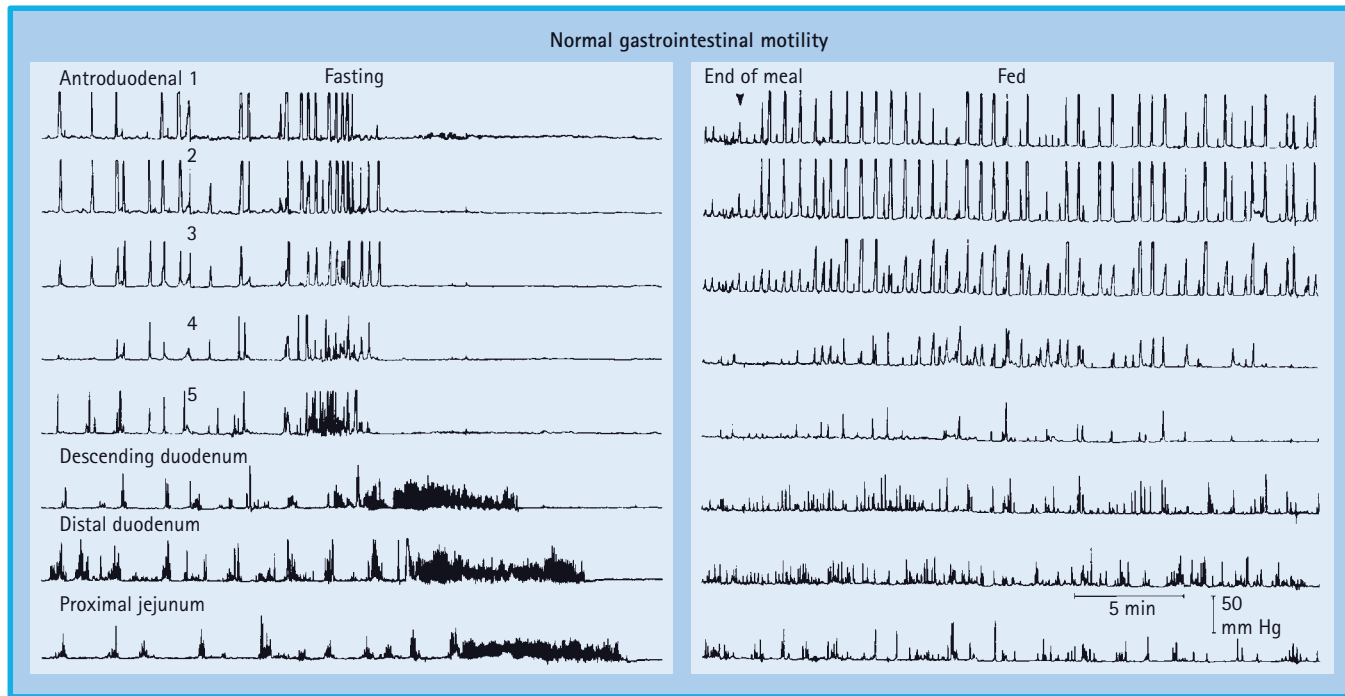 Normal gastrointestinal motility
Antroduodenal 1
Fasting
2
3
4
5
Descending duodenum
Distal duodenum
Proximal jejunum
End of meal
Fed
5 min
50
mm Hg